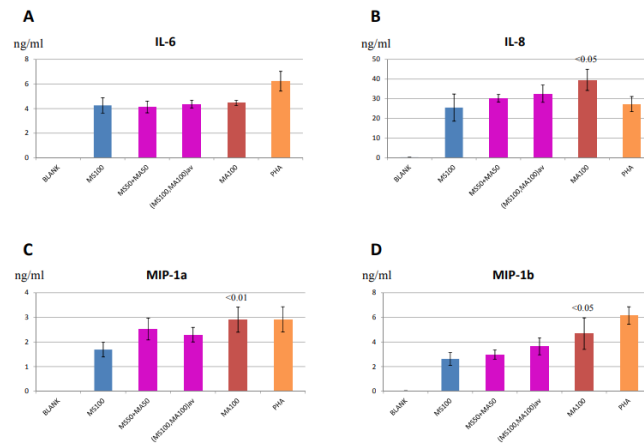 A
IL-6
ng/ml
8
6
4
2
0
BLANK
MS100
MS50+MA50
(MS100,MA100)av
MA100
PHA
B
IL-8
ng/ml
<0.05
50
40
30
20
10
0
BLANK
MS100
MS50+MA50
(MS100,MA100)av
MA100
PHA
C
MIP-1a
ng/ml
<0.01
4
3
2
1
0
BLANK
MS100
MS50+MA50
(MS100,MA100)av
MA100
PHA
D
MIP-1b
ng/ml
<0.05
8
6
4
2
0
BLANK
MS100
MS50+MA50
(MS100,MA100)av
MA100
PHA